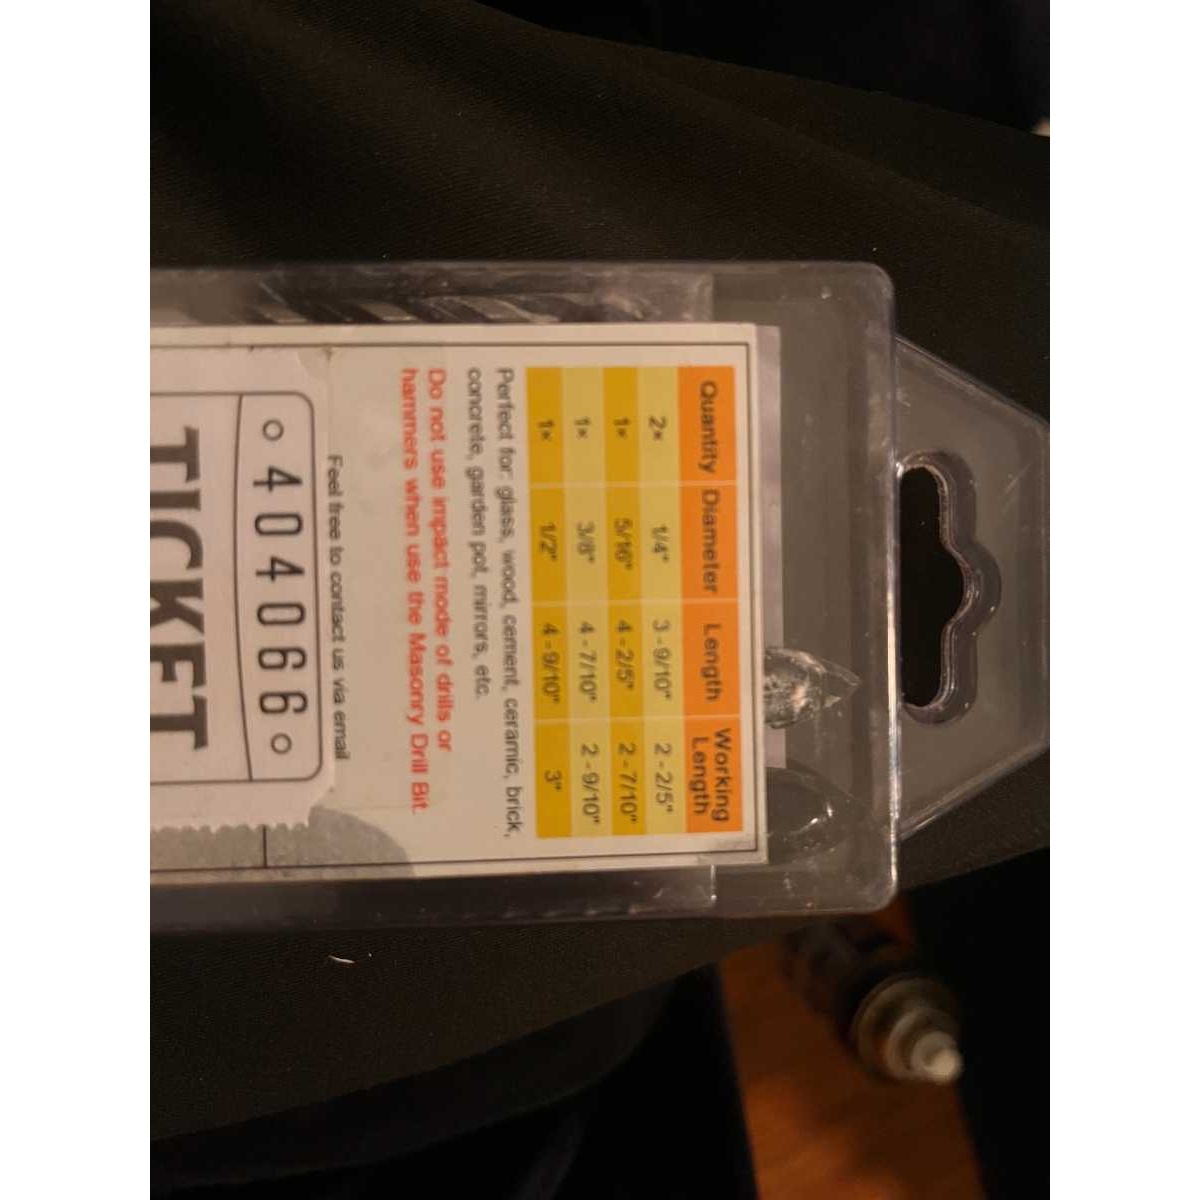 Quantity Diameter Length Working Length
2× 1/4" 3 - 9/10" 2 - 2/5"
1× 5/16" 4 - 2/5" 2 - 7/10"
1× 3/8" 4 - 7/10" 2 - 9/10"
1× 1/2" 4 - 9/10" 3"
Perfect for: glass, wood, cement, ceramic, brick,
concrete, garden pot, mirrors, etc.
Do not use impact mode of drills or
hammers when use the Masonry Drill Bit.
Feel free to contact us via email
404066
TICKET